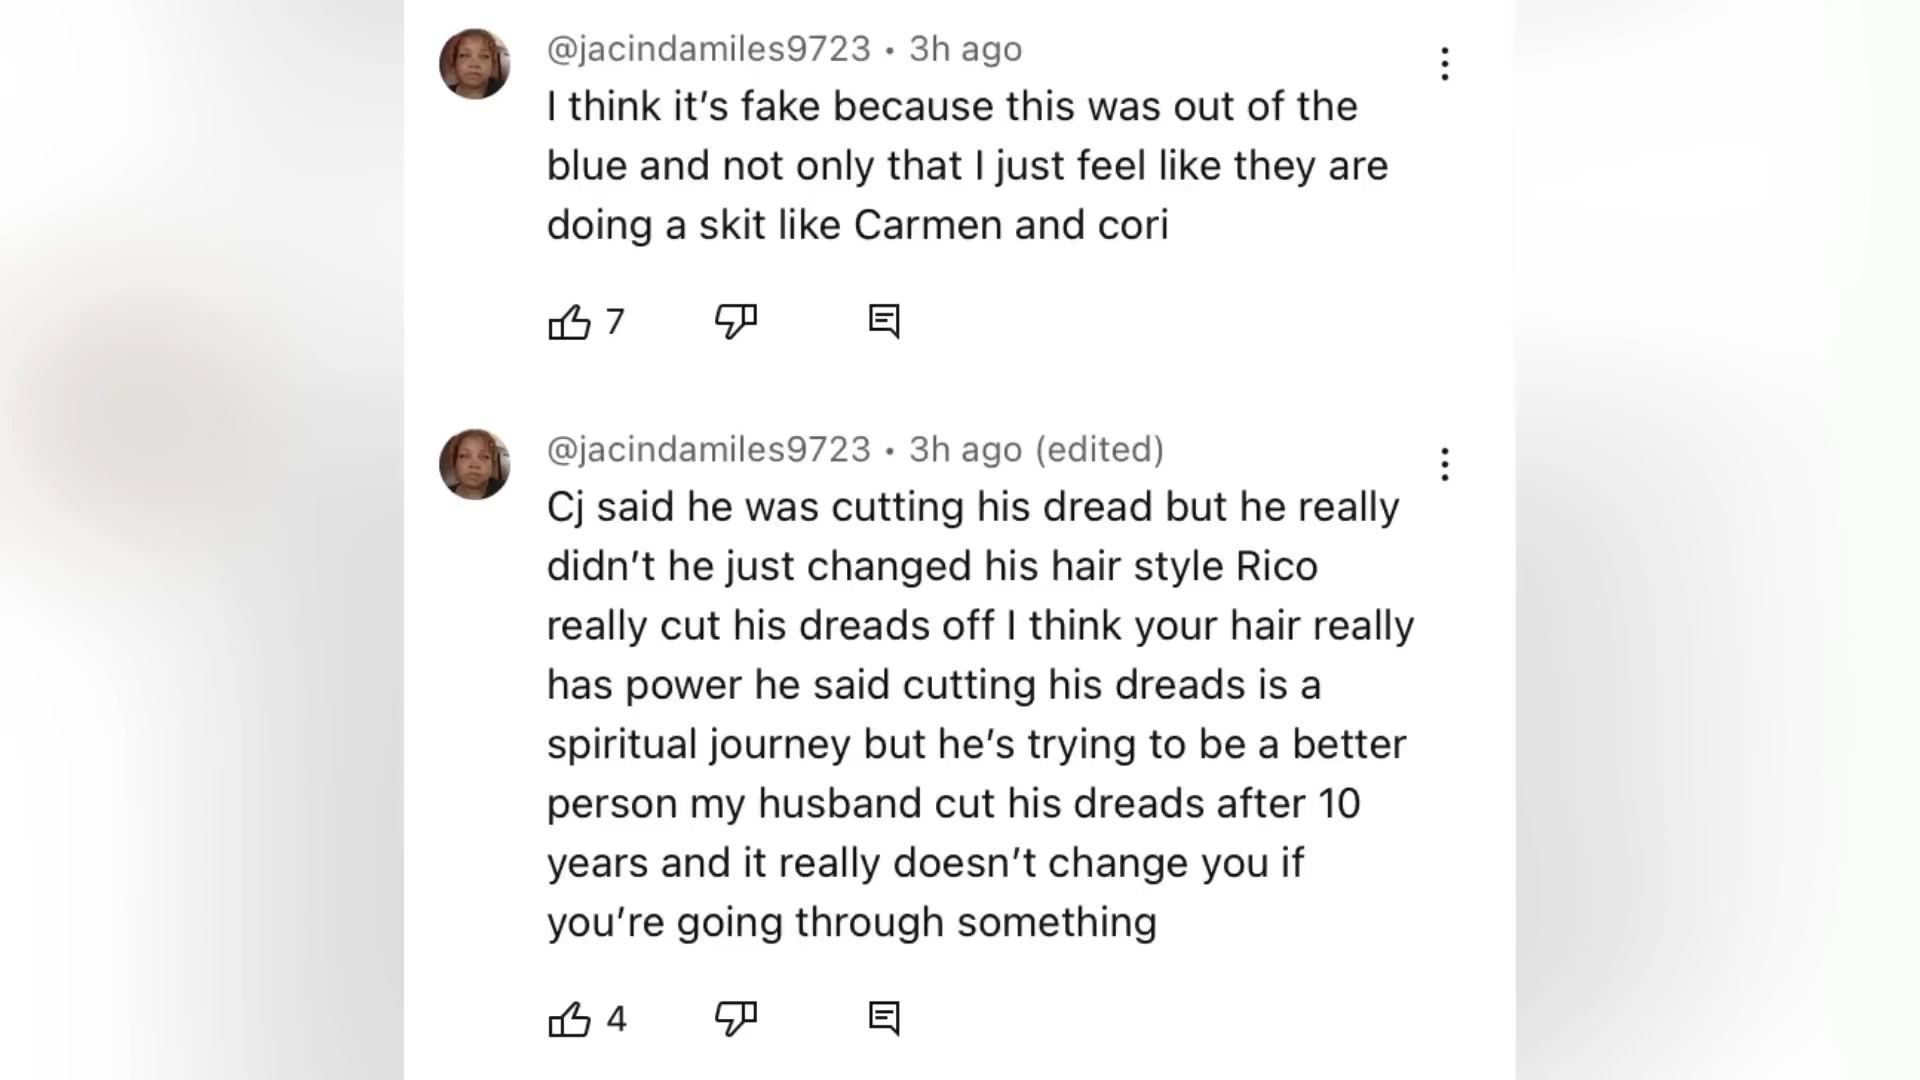 @jacindamiles9723 • 3h ago
I think it’s fake because this was out of the
blue and not only that I just feel like they are
doing a skit like Carmen and cori
7
@jacindamiles9723 • 3h ago (edited)
Cj said he was cutting his dread but he really
didn’t he just changed his hair style Rico
really cut his dreads off I think your hair really
has power he said cutting his dreads is a
spiritual journey but he’s trying to be a better
person my husband cut his dreads after 10
years and it really doesn’t change you if
you’re going through something
4